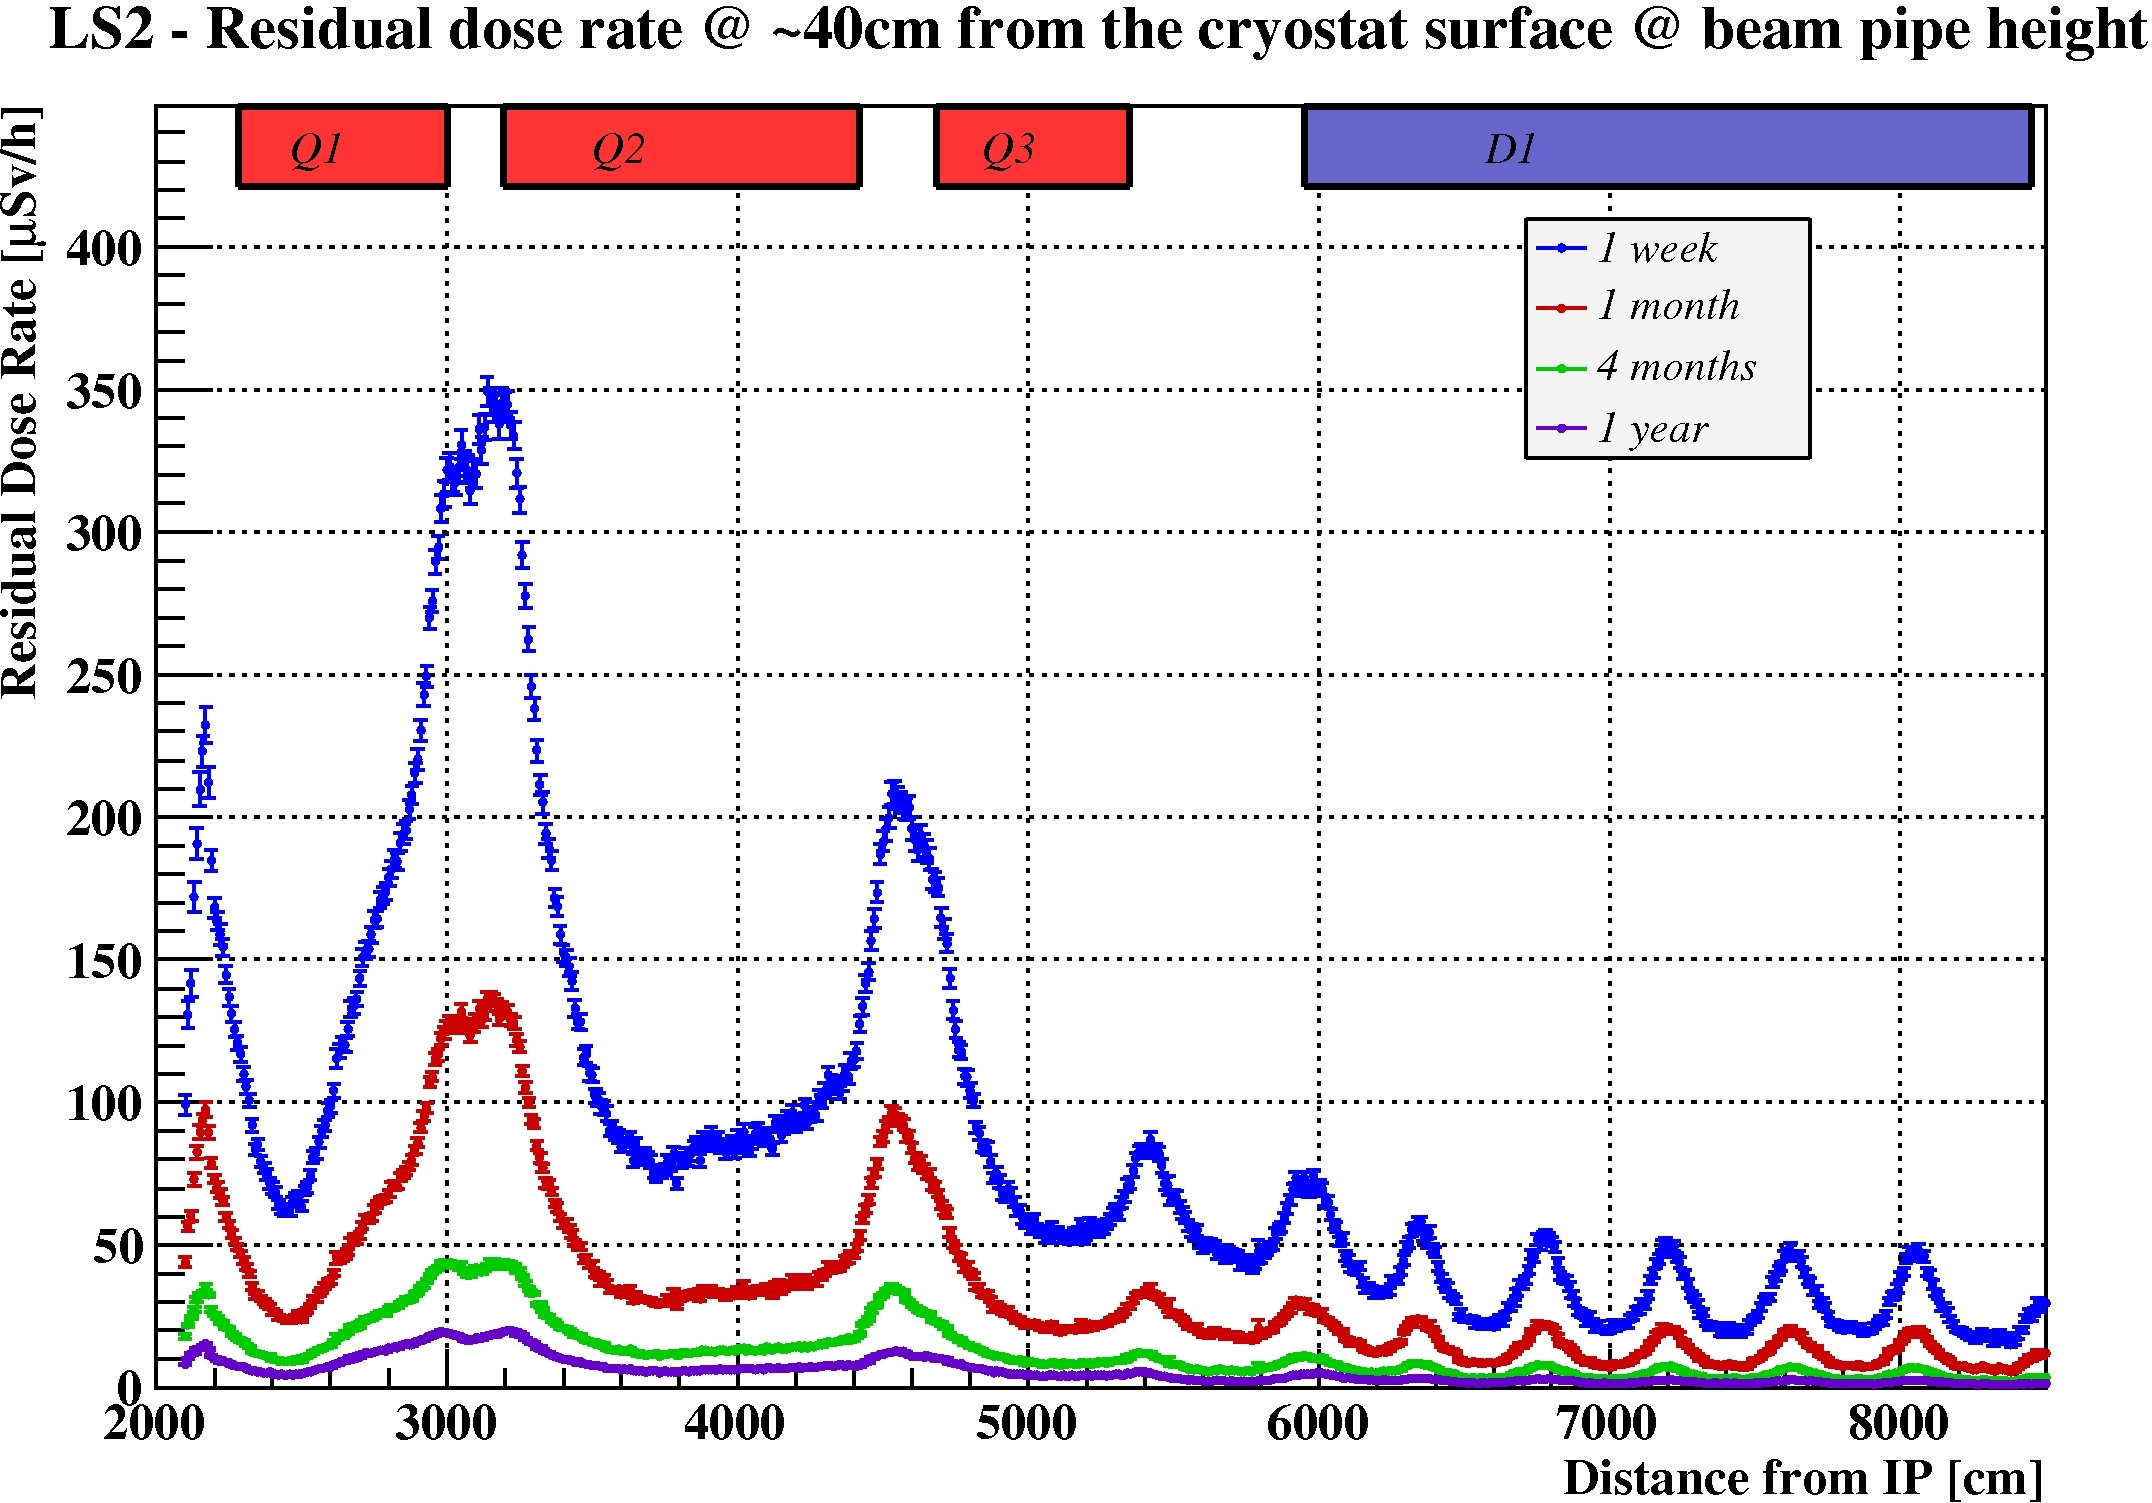 LS2 - Residual dose rate @ ~40cm from the cryostat surface @ beam pipe height
Residual Dose Rate [µSv/h]
Q1 Q2 Q3 D1
1 week
1 month
4 months
1 year
400
350
300
250
200
150
100
50
0
2000 3000 4000 5000 6000 7000 8000
Distance from IP [cm]